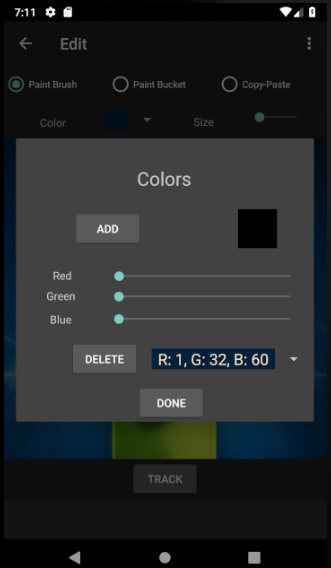 7:11
Edit
Paint Brush Paint Bucket Copy-Paste
Color Size
Colors
ADD
Red
Green
Blue
DELETE R: 1, G: 32, B: 60
DONE
TRACK